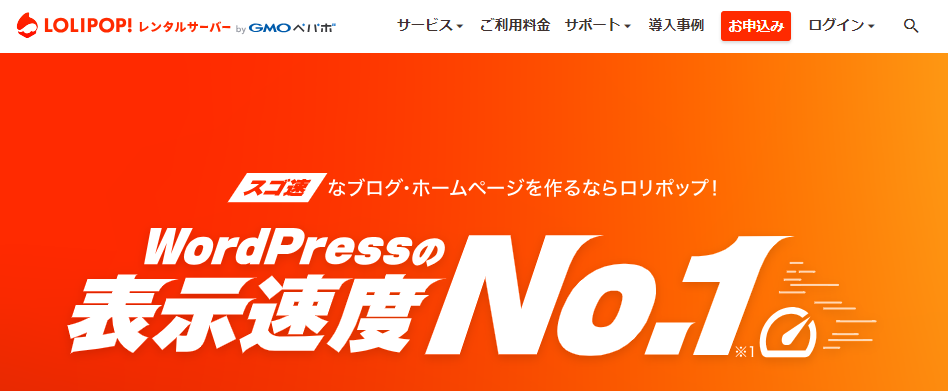 LOLIPOP! レンタルサーバー by GMOペパボ
サービス ご利用料金 サポート 導入事例 お申込み ログイン
スゴ速 なブログ・ホームページを作るならロリポップ！
WordPressの
表示速度 No.1 ※1